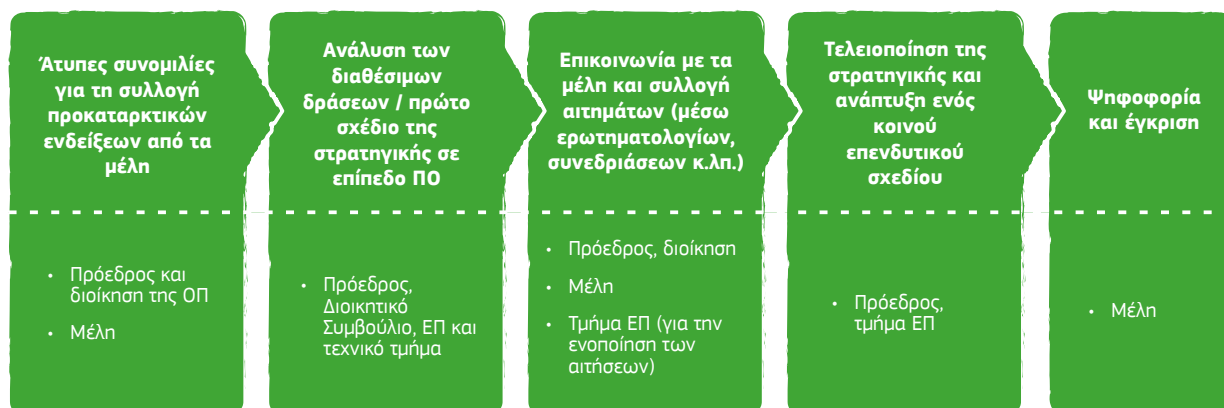 Άτυπες συνομιλίες
για τη συλλογή
προκαταρκτικών
ενδείξεων από τα
μέλη
• Πρόεδρος και
διοίκηση της ΟΠ
• Μέλη
Ανάλυση των
διαθέσιμων
δράσεων / πρώτο
σχέδιο της
στρατηγικής σε
επίπεδο ΠΟ
• Πρόεδρος,
Διοικητικό
Συμβούλιο, ΕΠ και
τεχνικό τμήμα
Επικοινωνία με τα
μέλη και συλλογή
αιτημάτων (μέσω
ερωτηματολογίων,
συνεδριάσεων κ.λπ.)
• Πρόεδρος, διοίκηση
• Μέλη
• Τμήμα ΕΠ (για την
ενοποίηση των
αιτήσεων)
Τελειοποίηση της
στρατηγικής και
ανάπτυξη ενός
κοινού
επενδυτικού
σχεδίου
• Πρόεδρος,
τμήμα ΕΠ
Ψηφοφορία
και έγκριση
• Μέλη